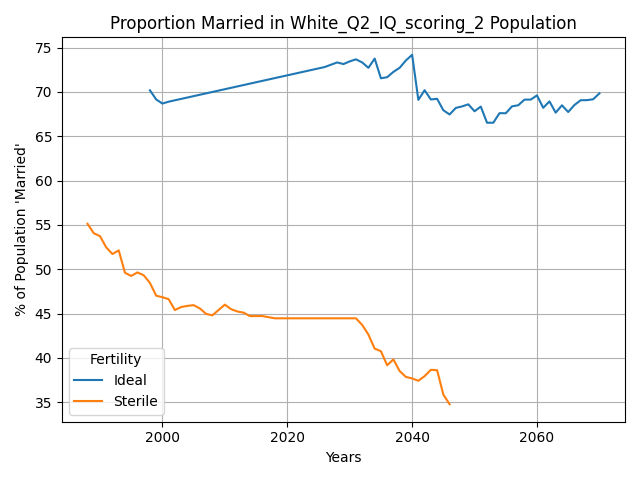 Proportion Married in White_Q2_IQ_scoring_2 Population
% of Population 'Married'
75
70
65
60
55
50
45
40
35
Fertility
Ideal
Sterile
2000 2020 2040 2060
Years